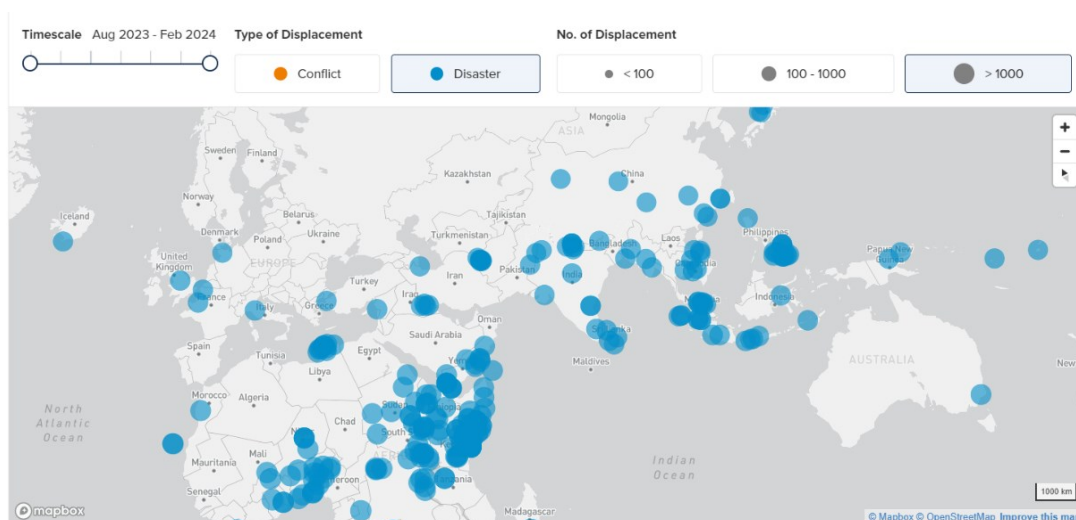 Timescale Aug 2023 - Feb 2024
Type of Displacement
No. of Displacement
Conflict
Disaster
< 100
100 - 1000
> 1000
Mongolia
ASIA
Sweden
Finland
Kazakhstan
China
Norway
Iceland
Belarus
Tajikistan
Denmark
Ukraine
Turkmenistan
Laos
Philippines
United
Kingdom
Poland
Bangladesh
EUROPE
Turkey
Iran
Pakistan
Papua New
Guinea
France
India
Italy
Greece
Iraq
Indonesia
Spain
Saudi Arabia
Oman
Tunisia
Egypt
Maldives
AUSTRALIA
Libya
New
Morocco
Algeria
North
Atlantic
Ocean
Sudan
Chad
Indian
Ocean
Mali
Mauritania
Senegal
Tanzania
Madagascar
1000 km
mapbox
© Mapbox © OpenStreetMap Improve this map